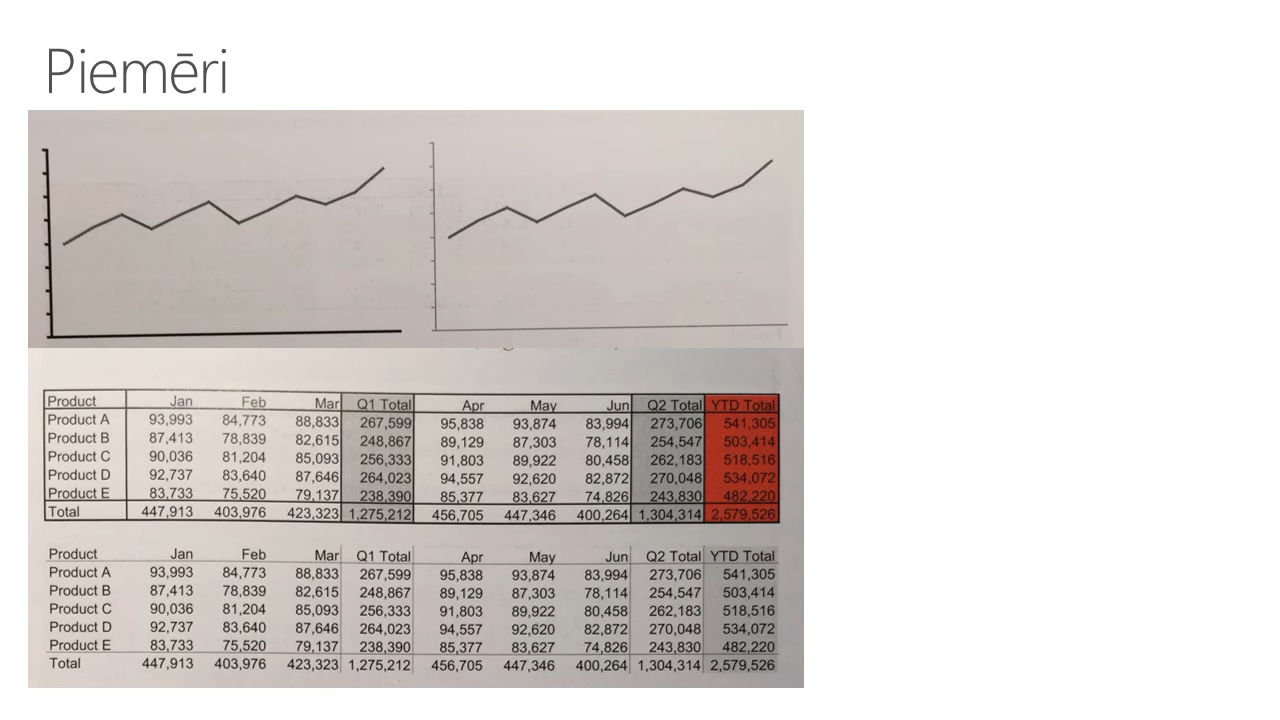 Piemēri
Product Jan Feb Mar Q1 Total Apr May Jun Q2 Total YTD Total
Product A 93,993 84,773 88,833 267,599 95,838 93,874 83,994 273,706 541,305
Product B 87,413 78,839 82,615 248,867 89,129 87,303 78,114 254,547 503,414
Product C 90,036 81,204 85,093 256,333 91,803 89,922 80,458 262,183 518,516
Product D 92,737 83,640 87,646 264,023 94,557 92,620 82,872 270,048 534,072
Product E 83,733 75,520 79,137 238,390 85,377 83,627 74,826 243,830 482,220
Total 447,913 403,976 423,323 1,275,212 456,705 447,346 400,264 1,304,314 2,579,526
Product Jan Feb Mar Q1 Total Apr May Jun Q2 Total YTD Total
Product A 93,993 84,773 88,833 267,599 95,838 93,874 83,994 273,706 541,305
Product B 87,413 78,839 82,615 248,867 89,129 87,303 78,114 254,547 503,414
Product C 90,036 81,204 85,093 256,333 91,803 89,922 80,458 262,183 518,516
Product D 92,737 83,640 87,646 264,023 94,557 92,620 82,872 270,048 534,072
Product E 83,733 75,520 79,137 238,390 85,377 83,627 74,826 243,830 482,220
Total 447,913 403,976 423,323 1,275,212 456,705 447,346 400,264 1,304,314 2,579,526